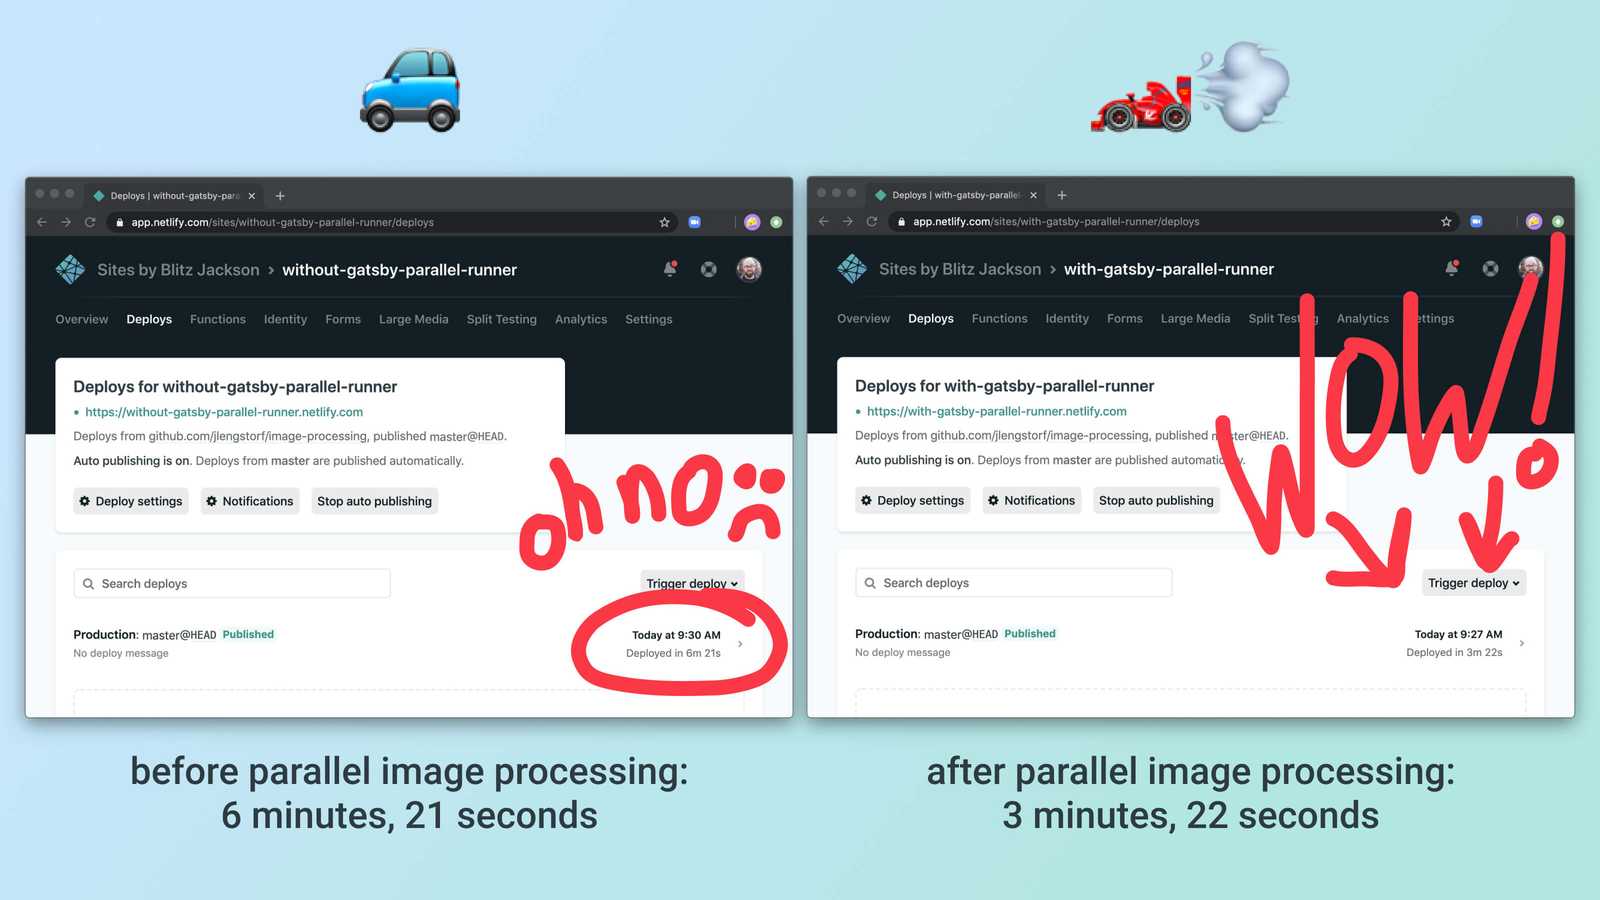 Deploys | without-gatsby-para
app.netlify.com/sites/without-gatsby-parallel-runner/deploys
Sites by Blitz Jackson > without-gatsby-parallel-runner
Overview Deploys Functions Identity Forms Large Media Split Testing Analytics Settings
Deploys for without-gatsby-parallel-runner
https://without-gatsby-parallel-runner.netlify.com
Deploys from github.com/jlengstorf/image-processing, published master@HEAD.
Auto publishing is on. Deploys from master are published automatically.
Deploy settings Notifications Stop auto publishing
oh no
Search deploys Trigger deploy
Production: master@HEAD Published Today at 9:30 AM
No deploy message Deployed in 6m 21s
before parallel image processing:
6 minutes, 21 seconds
Deploys | with-gatsby-parallel
app.netlify.com/sites/with-gatsby-parallel-runner/deploys
Sites by Blitz Jackson > with-gatsby-parallel-runner
Overview Deploys Functions Identity Forms Large Media Split Testing Analytics Settings
Deploys for with-gatsby-parallel-runner
https://with-gatsby-parallel-runner.netlify.com
Deploys from github.com/jlengstorf/image-processing, published master@HEAD.
Auto publishing is on. Deploys from master are published automatically.
Deploy settings Notifications Stop auto publishing
WOW!
Search deploys Trigger deploy
Production: master@HEAD Published Today at 9:27 AM
No deploy message Deployed in 3m 22s
after parallel image processing:
3 minutes, 22 seconds